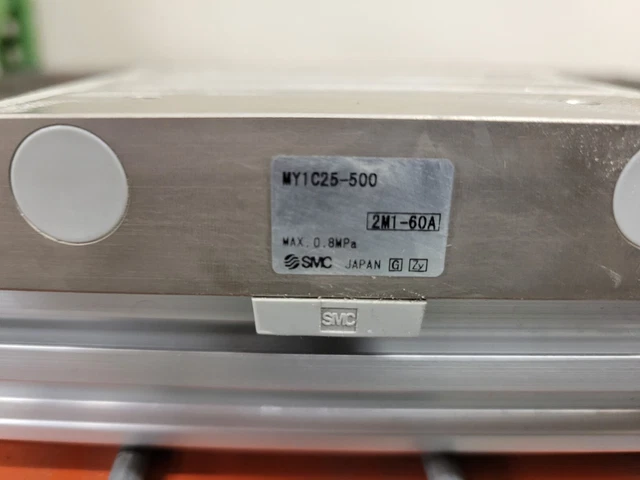 MY1C25-500
2M1-60A
MAX. 0.8MPa
SMC JAPAN G Zy
SMC